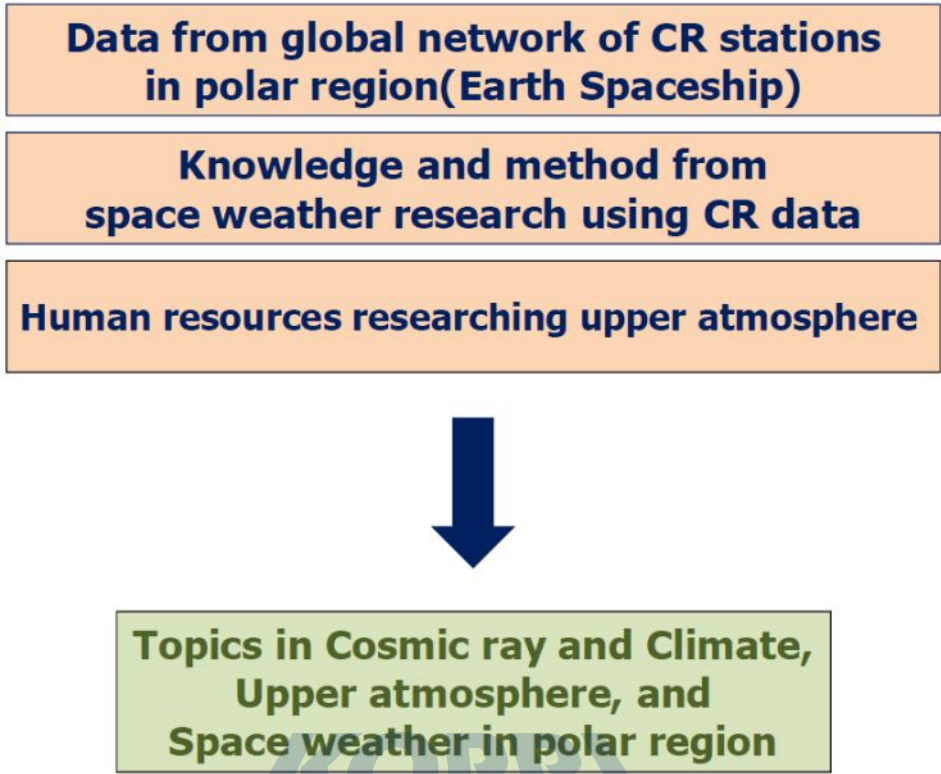 Data from global network of CR stations
in polar region(Earth Spaceship)
Knowledge and method from
space weather research using CR data
Human resources researching upper atmosphere
Topics in Cosmic ray and Climate,
Upper atmosphere, and
Space weather in polar region